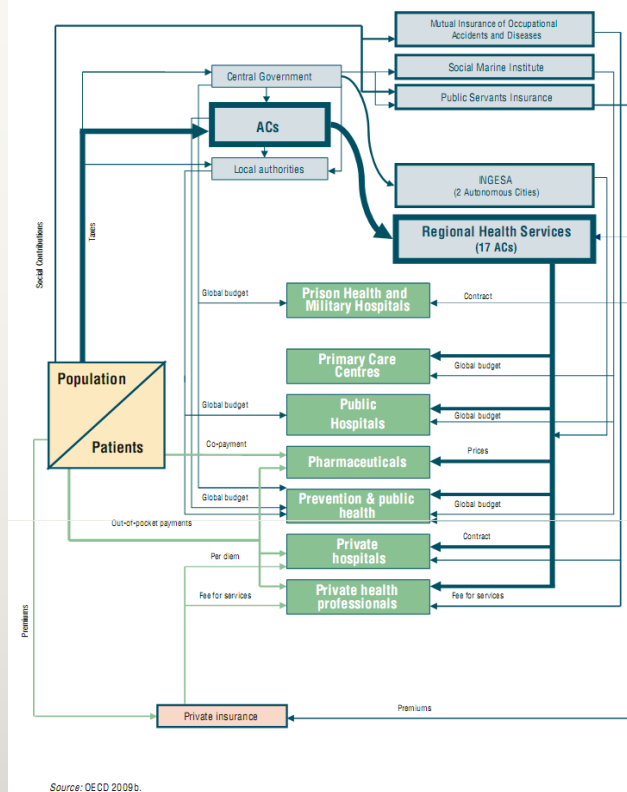 Mutual Insurance of Occupational
Accidents and Diseases
Central Government
Social Marine Institute
Public Servants Insurance
ACs
Local authorities
INGESA
(2 Autonomous Cities)
Regional Health Services
(17 ACs)
Social Contributions
Taxes
Global budget
Prison Health and
Military Hospitals
Contract
Primary Care
Centres
Global budget
Population
Patients
Global budget
Public
Hospitals
Global budget
Co-payment
Pharmaceuticals
Prices
Global budget
Prevention & public
health
Global budget
Out-of-pocket payments
Private
hospitals
Contract
Per diem
Private health
professionals
Fee for services
Fee for services
Premiums
Private insurance
Premiums
Source: OECD 2009b.